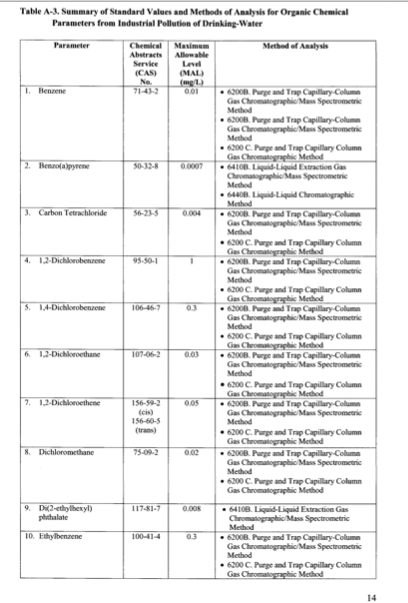 Table A-3. Summary of Standard Values and Methods of Analysis for Organic Chemical
Parameters from Industrial Pollution of Drinking-Water
Parameter
Chemical
Abstracts
Service
(CAS)
No.
Maximum
Allowable
Level
(MAL)
(mg/L)
Method of Analysis
1. Benzene
71-43-2
0.01
• 6200B. Purge and Trap Capillary-Column
Gas Chromatographic/Mass Spectrometric
Method
• 6200B. Purge and Trap Capillary-Column
Gas Chromatographic/Mass Spectrometric
Method
• 6200 C. Purge and Trap Capillary Column
Gas Chromatographic Method
2. Benzo(a)pyrene
50-32-8
0.0007
• 6410B. Liquid-Liquid Extraction Gas
Chromatographic/Mass Spectrometric
Method
• 6440B. Liquid-Liquid Chromatographic
Method
3. Carbon Tetrachloride
56-23-5
0.004
• 6200B. Purge and Trap Capillary-Column
Gas Chromatographic/Mass Spectrometric
Method
• 6200 C. Purge and Trap Capillary Column
Gas Chromatographic Method
4. 1,2-Dichlorobenzene
95-50-1
1
• 6200B. Purge and Trap Capillary-Column
Gas Chromatographic/Mass Spectrometric
Method
• 6200 C. Purge and Trap Capillary Column
Gas Chromatographic Method
5. 1,4-Dichlorobenzene
106-46-7
0.3
• 6200B. Purge and Trap Capillary-Column
Gas Chromatographic/Mass Spectrometric
Method
• 6200 C. Purge and Trap Capillary Column
Gas Chromatographic Method
6. 1,2-Dichloroethane
107-06-2
0.03
• 6200B. Purge and Trap Capillary-Column
Gas Chromatographic/Mass Spectrometric
Method
• 6200 C. Purge and Trap Capillary Column
Gas Chromatographic Method
7. 1,2-Dichloroethene
156-59-2
(cis)
156-60-5
(trans)
0.05
• 6200B. Purge and Trap Capillary-Column
Gas Chromatographic/Mass Spectrometric
Method
• 6200 C. Purge and Trap Capillary Column
Gas Chromatographic Method
8. Dichloromethane
75-09-2
0.02
• 6200B. Purge and Trap Capillary-Column
Gas Chromatographic/Mass Spectrometric
Method
• 6200 C. Purge and Trap Capillary Column
Gas Chromatographic Method
9. Di(2-ethylhexyl)
phthalate
117-81-7
0.008
• 6410B. Liquid-Liquid Extraction Gas
Chromatographic/Mass Spectrometric
Method
10. Ethylbenzene
100-41-4
0.3
• 6200B. Purge and Trap Capillary-Column
Gas Chromatographic/Mass Spectrometric
Method
• 6200 C. Purge and Trap Capillary Column
Gas Chromatographic Method
14